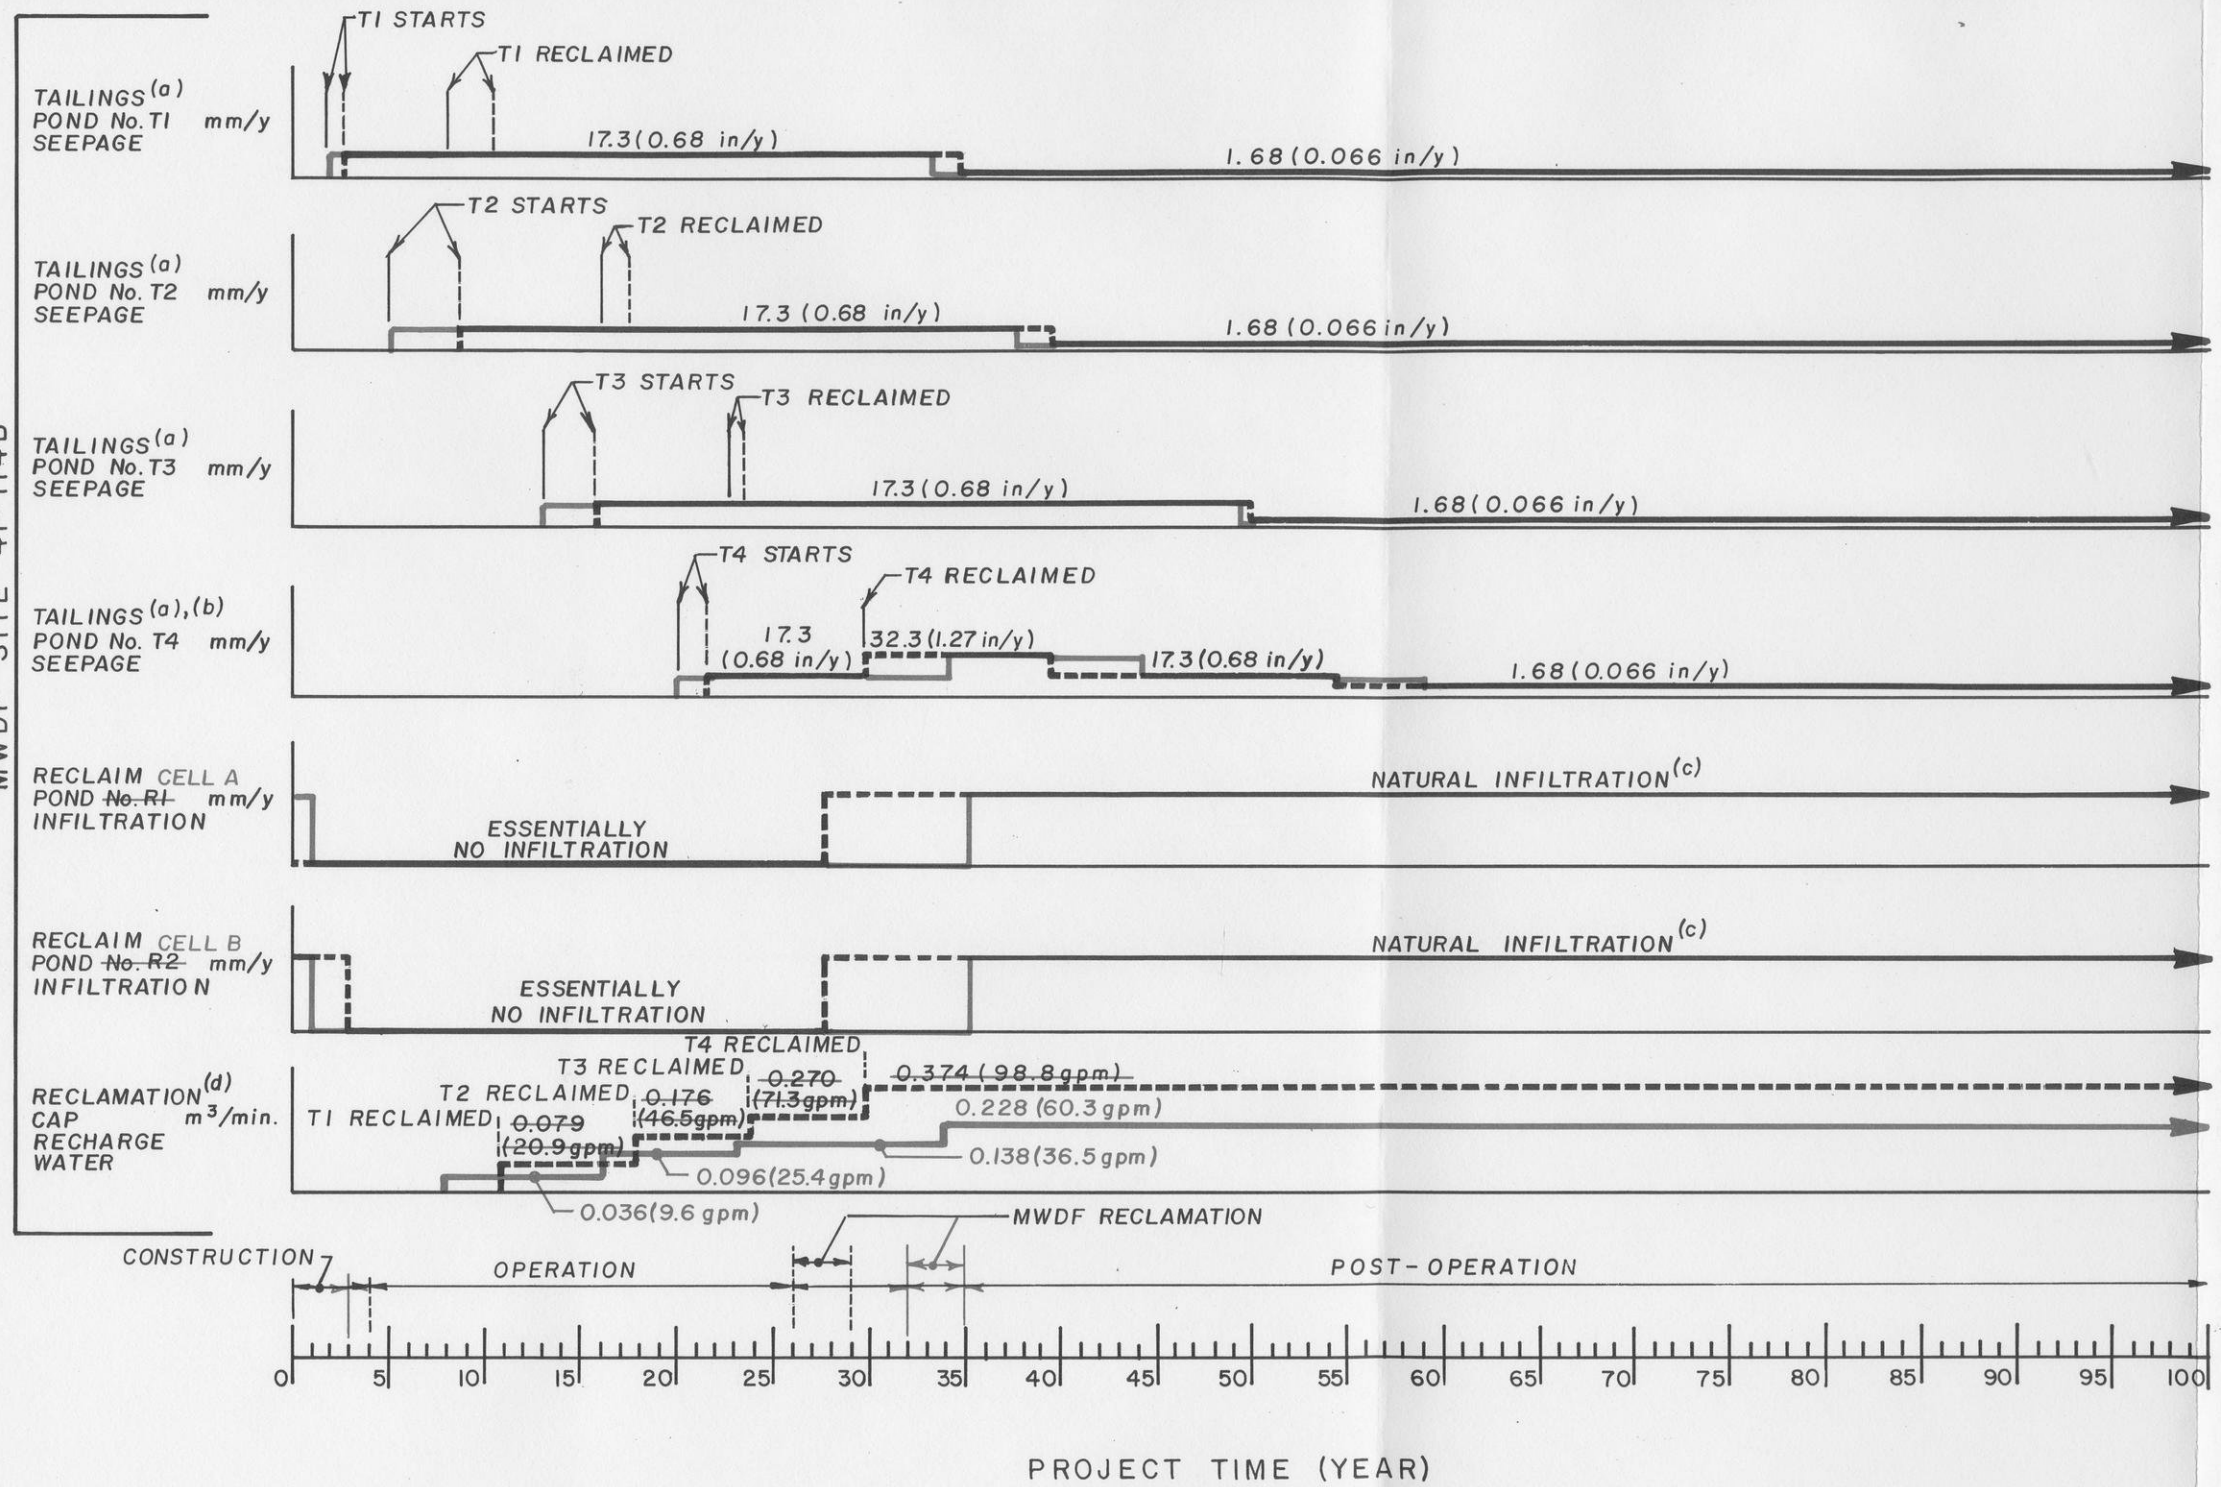 T1 STARTS
T1 RECLAIMED
TAILINGS (a)
POND No. T1 mm/y
SEEPAGE
17.3 (0.68 in/y)
1.68 (0.066 in/y)
T2 STARTS
T2 RECLAIMED
TAILINGS (a)
POND No. T2 mm/y
SEEPAGE
17.3 (0.68 in/y)
1.68 (0.066 in/y)
T3 STARTS
T3 RECLAIMED
TAILINGS (a)
POND No. T3 mm/y
SEEPAGE
17.3 (0.68 in/y)
1.68 (0.066 in/y)
T4 STARTS
T4 RECLAIMED
TAILINGS (a),(b)
POND No. T4 mm/y
SEEPAGE
17.3
(0.68 in/y)
32.3 (1.27 in/y)
17.3 (0.68 in/y)
1.68 (0.066 in/y)
RECLAIM CELL A
POND No. R1 mm/y
INFILTRATION
ESSENTIALLY
NO INFILTRATION
NATURAL INFILTRATION (c)
RECLAIM CELL B
POND No. R2 mm/y
INFILTRATION
ESSENTIALLY
NO INFILTRATION
NATURAL INFILTRATION (c)
RECLAMATION (d)
CAP m³/min.
RECHARGE
WATER
T1 RECLAIMED
T2 RECLAIMED
T3 RECLAIMED
T4 RECLAIMED
0.079
(20.9 gpm)
0.176
(46.5 gpm)
0.270
(71.3 gpm)
0.374 (98.8 gpm)
0.228 (60.3 gpm)
0.138 (36.5 gpm)
0.096 (25.4 gpm)
0.036 (9.6 gpm)
MWDF RECLAMATION
CONSTRUCTION
OPERATION
POST-OPERATION
0 5 10 15 20 25 30 35 40 45 50 55 60 65 70 75 80 85 90 95 100
PROJECT TIME (YEAR)